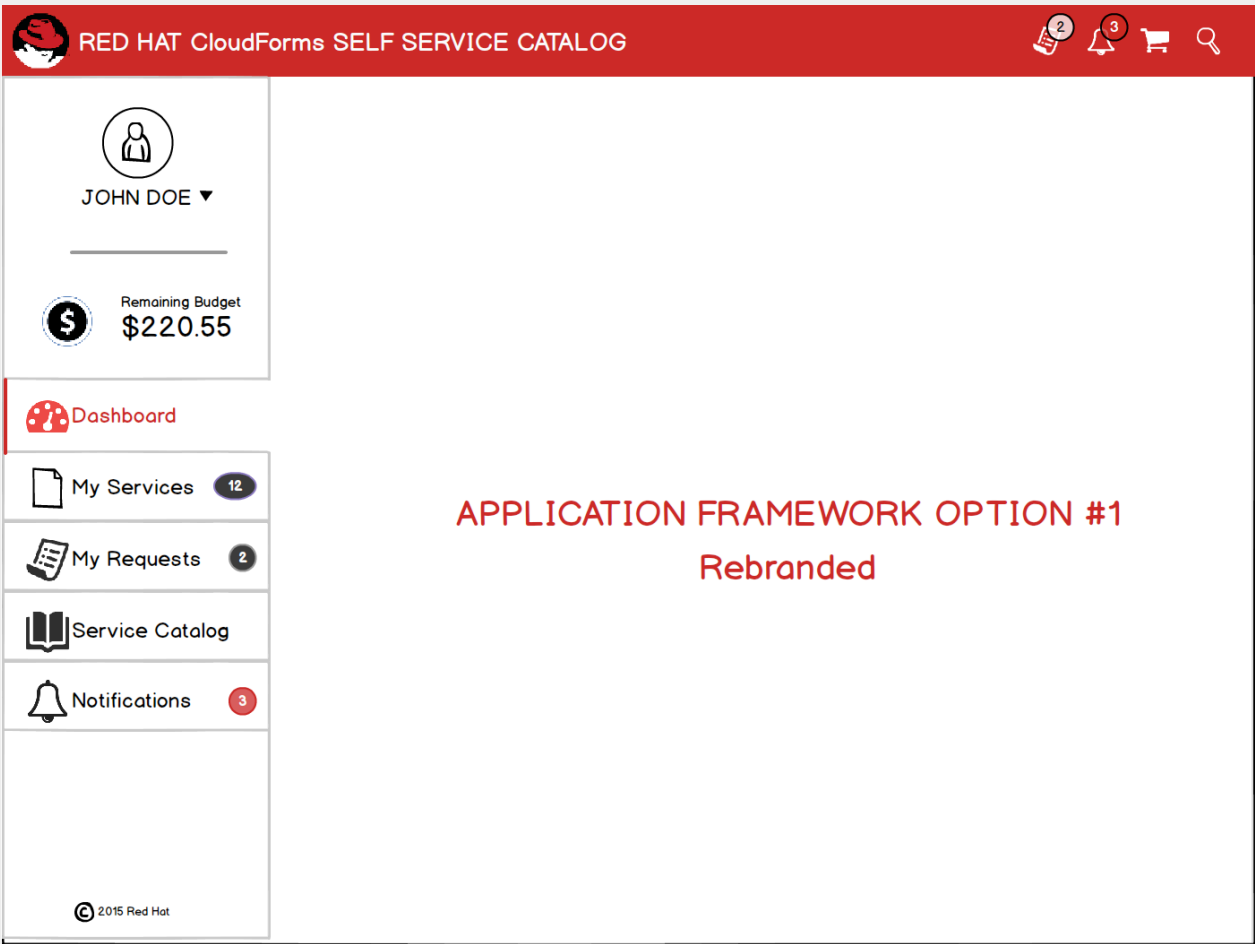 RED HAT CloudForms SELF SERVICE CATALOG
2
3
JOHN DOE
Remaining Budget
$
$220.55
Dashboard
My Services 12
My Requests 2
Service Catalog
Notifications 3
APPLICATION FRAMEWORK OPTION #1
Rebranded
© 2015 Red Hat